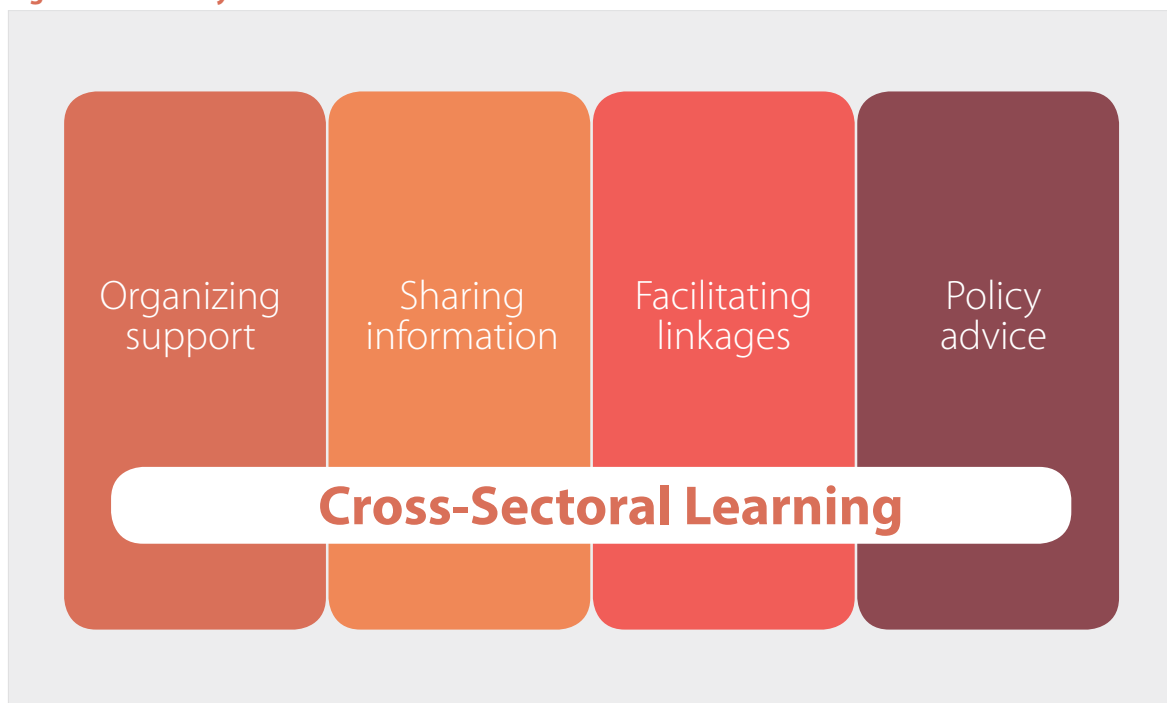 Organizing
support
Sharing
information
Facilitating
linkages
Policy
advice
Cross-Sectoral Learning